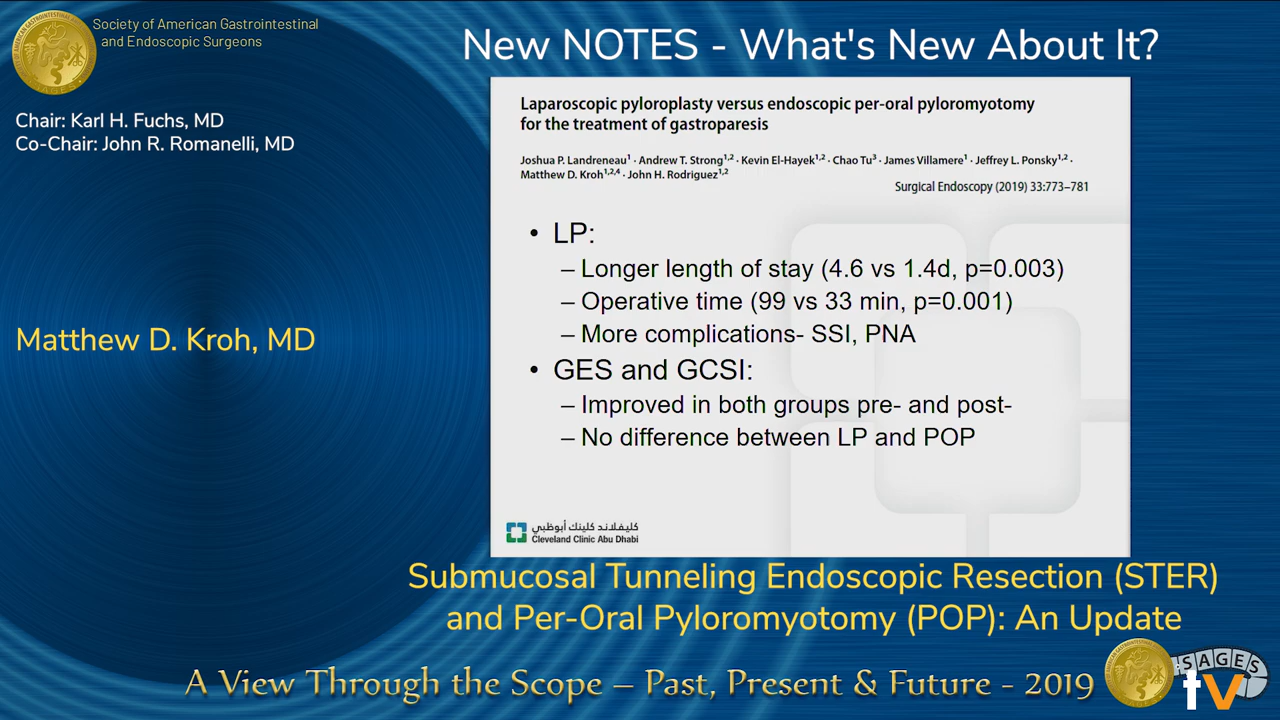 Society of American Gastrointestinal
and Endoscopic Surgeons
New NOTES - What's New About It?
Chair: Karl H. Fuchs, MD
Co-Chair: John R. Romanelli, MD
Matthew D. Kroh, MD
Laparoscopic pyloroplasty versus endoscopic per-oral pyloromyotomy
for the treatment of gastroparesis
Joshua P. Landreneau¹ · Andrew T. Strong¹,² · Kevin El-Hayek¹,² · Chao Tu³ · James Villamere¹ · Jeffrey L. Ponsky¹,² ·
Matthew D. Kroh¹,²,⁴ · John H. Rodriguez¹,²
Surgical Endoscopy (2019) 33:773–781
• LP:
– Longer length of stay (4.6 vs 1.4d, p=0.003)
– Operative time (99 vs 33 min, p=0.001)
– More complications- SSI, PNA
• GES and GCSI:
– Improved in both groups pre- and post-
– No difference between LP and POP
كليفلاند كلينك أبوظبي
Cleveland Clinic Abu Dhabi
Submucosal Tunneling Endoscopic Resection (STER)
and Per-Oral Pyloromyotomy (POP): An Update
A View Through the Scope – Past, Present & Future - 2019
SAGES
tv